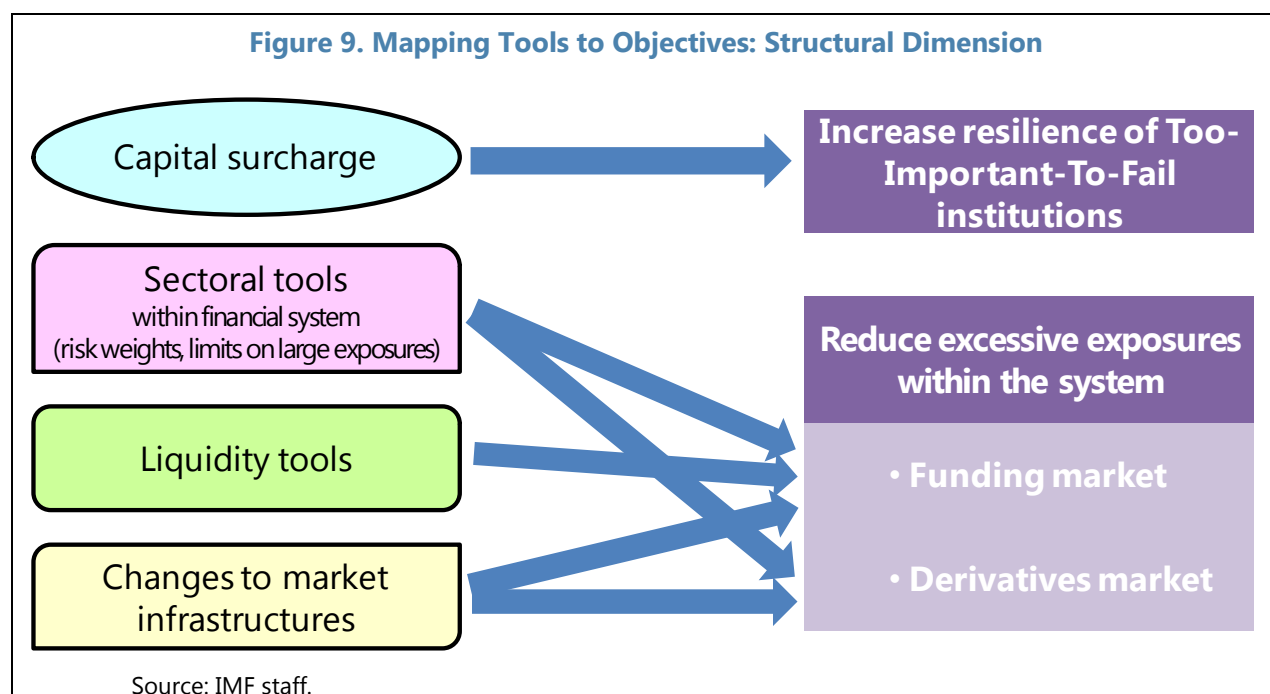 Figure 9. Mapping Tools to Objectives: Structural Dimension
Capital surcharge
Increase resilience of Too-
Important-To-Fail
institutions
Sectoral tools
within financial system
(risk weights, limits on large exposures)
Reduce excessive exposures
within the system
Liquidity tools
• Funding market
Changes to market
infrastructures
• Derivatives market
Source: IMF staff.